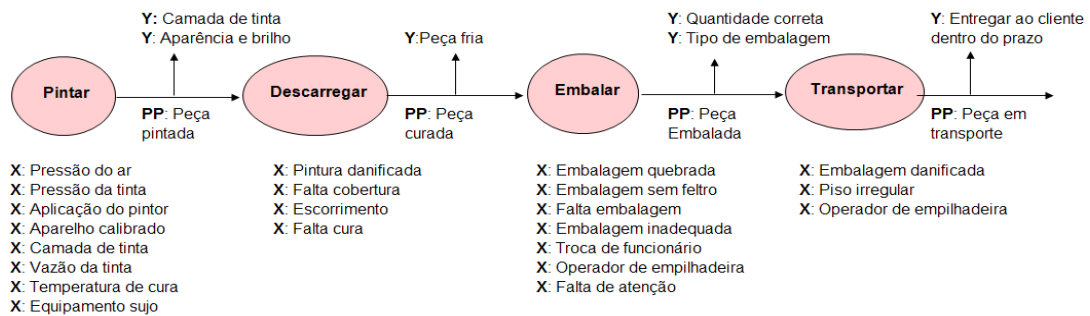 Y: Camada de tinta
Y: Aparência e brilho
Y:Peça fria
Y: Quantidade correta
Y: Tipo de embalagem
Y: Entregar ao cliente
dentro do prazo
Pintar
Descarregar
Embalar
Transportar
PP: Peça
pintada
PP: Peça
curada
PP: Peça
Embalada
PP: Peça em
transporte
X: Pressão do ar
X: Pressão da tinta
X: Aplicação do pintor
X: Aparelho calibrado
X: Camada de tinta
X: Vazão da tinta
X: Temperatura de cura
X: Equipamento sujo
X: Pintura danificada
X: Falta cobertura
X: Escorrimento
X: Falta cura
X: Embalagem quebrada
X: Embalagem sem feltro
X: Falta embalagem
X: Embalagem inadequada
X: Troca de funcionário
X: Operador de empilhadeira
X: Falta de atenção
X: Embalagem danificada
X: Piso irregular
X: Operador de empilhadeira